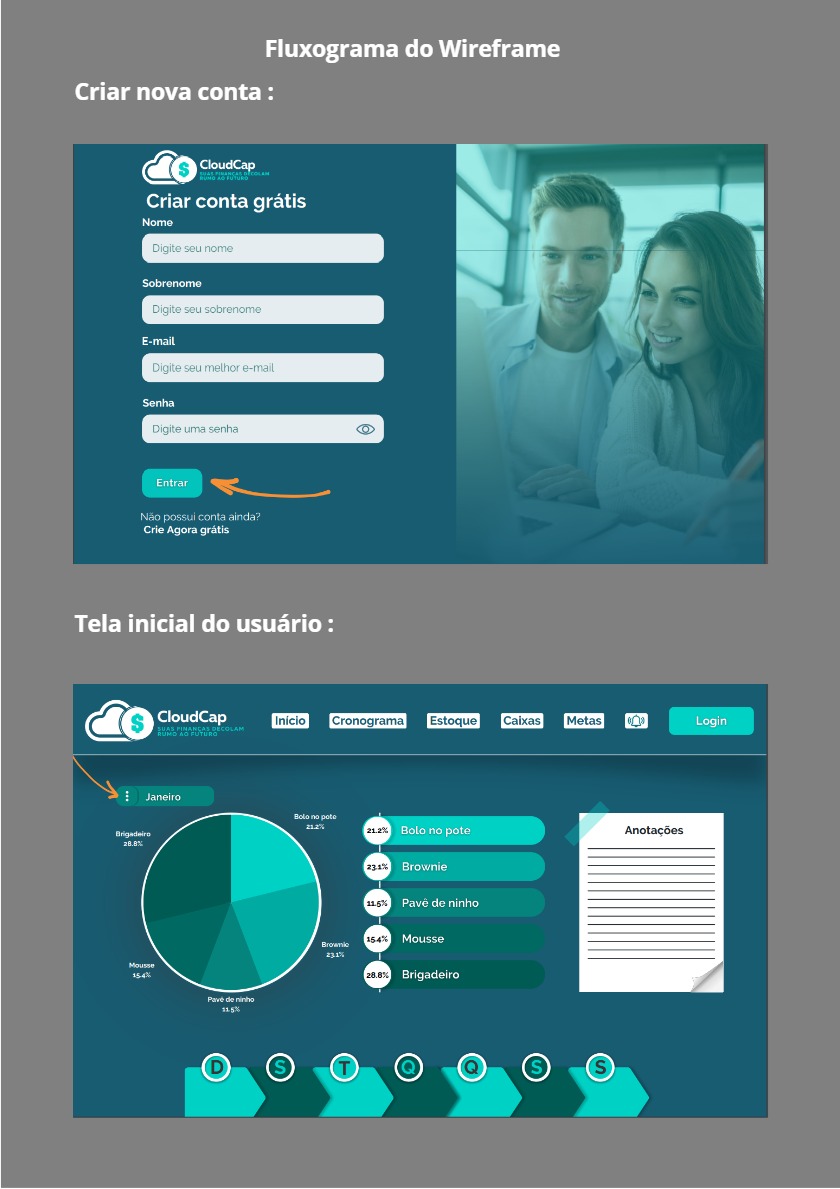 Fluxograma do Wireframe
Criar nova conta :
CloudCap
SUAS FINANÇAS DECOLAM
RUMO AO FUTURO
Criar conta grátis
Nome
Digite seu nome
Sobrenome
Digite seu sobrenome
E-mail
Digite seu melhor e-mail
Senha
Digite uma senha
Entrar
Não possui conta ainda?
Crie Agora grátis
Tela inicial do usuário :
CloudCap
SUAS FINANÇAS DECOLAM
RUMO AO FUTURO
Início Cronograma Estoque Caixas Metas Login
Janeiro
Bolo no pote
21.2%
Brigadeiro
28.8%
Brownie
23.1%
Mousse
15.4%
Pavê de ninho
11.5%
21.2% Bolo no pote
23.1% Brownie
11.5% Pavê de ninho
15.4% Mousse
28.8% Brigadeiro
Anotações
D S T Q Q S S